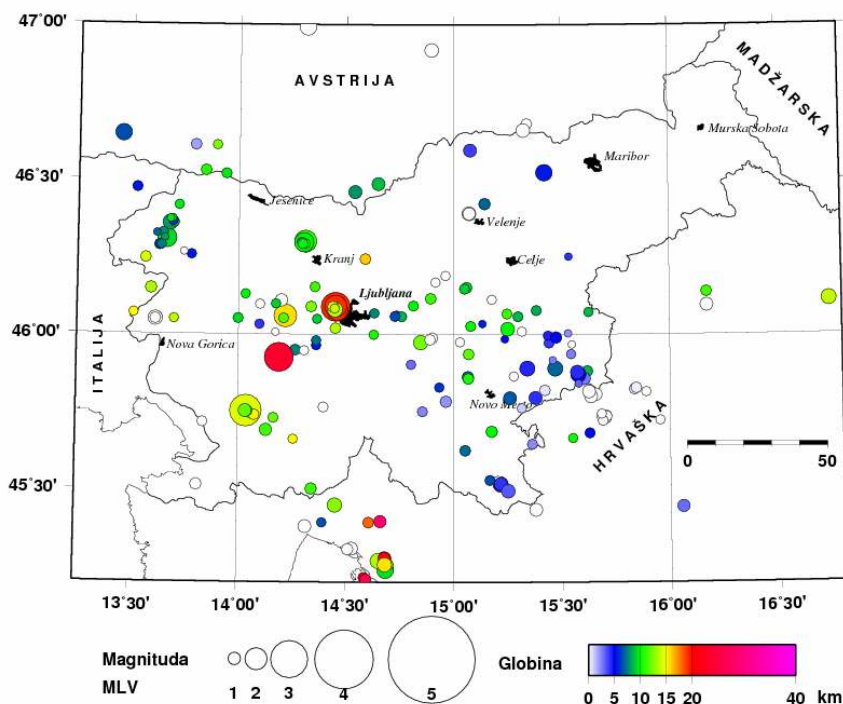 47°00'
AVSTRIJA
MADŽARSKA
Murska Sobota
46°30'
Maribor
Jesenice
Velenje
Kranj
Celje
Ljubljana
46°00'
ITALIJA
Nova Gorica
Novo Mesto
HRVAŠKA
0 50
45°30'
13°30' 14°00' 14°30' 15°00' 15°30' 16°00' 16°30'
Magnituda
MLV
1 2 3 4 5
Globina
0 5 10 15 20 40 km